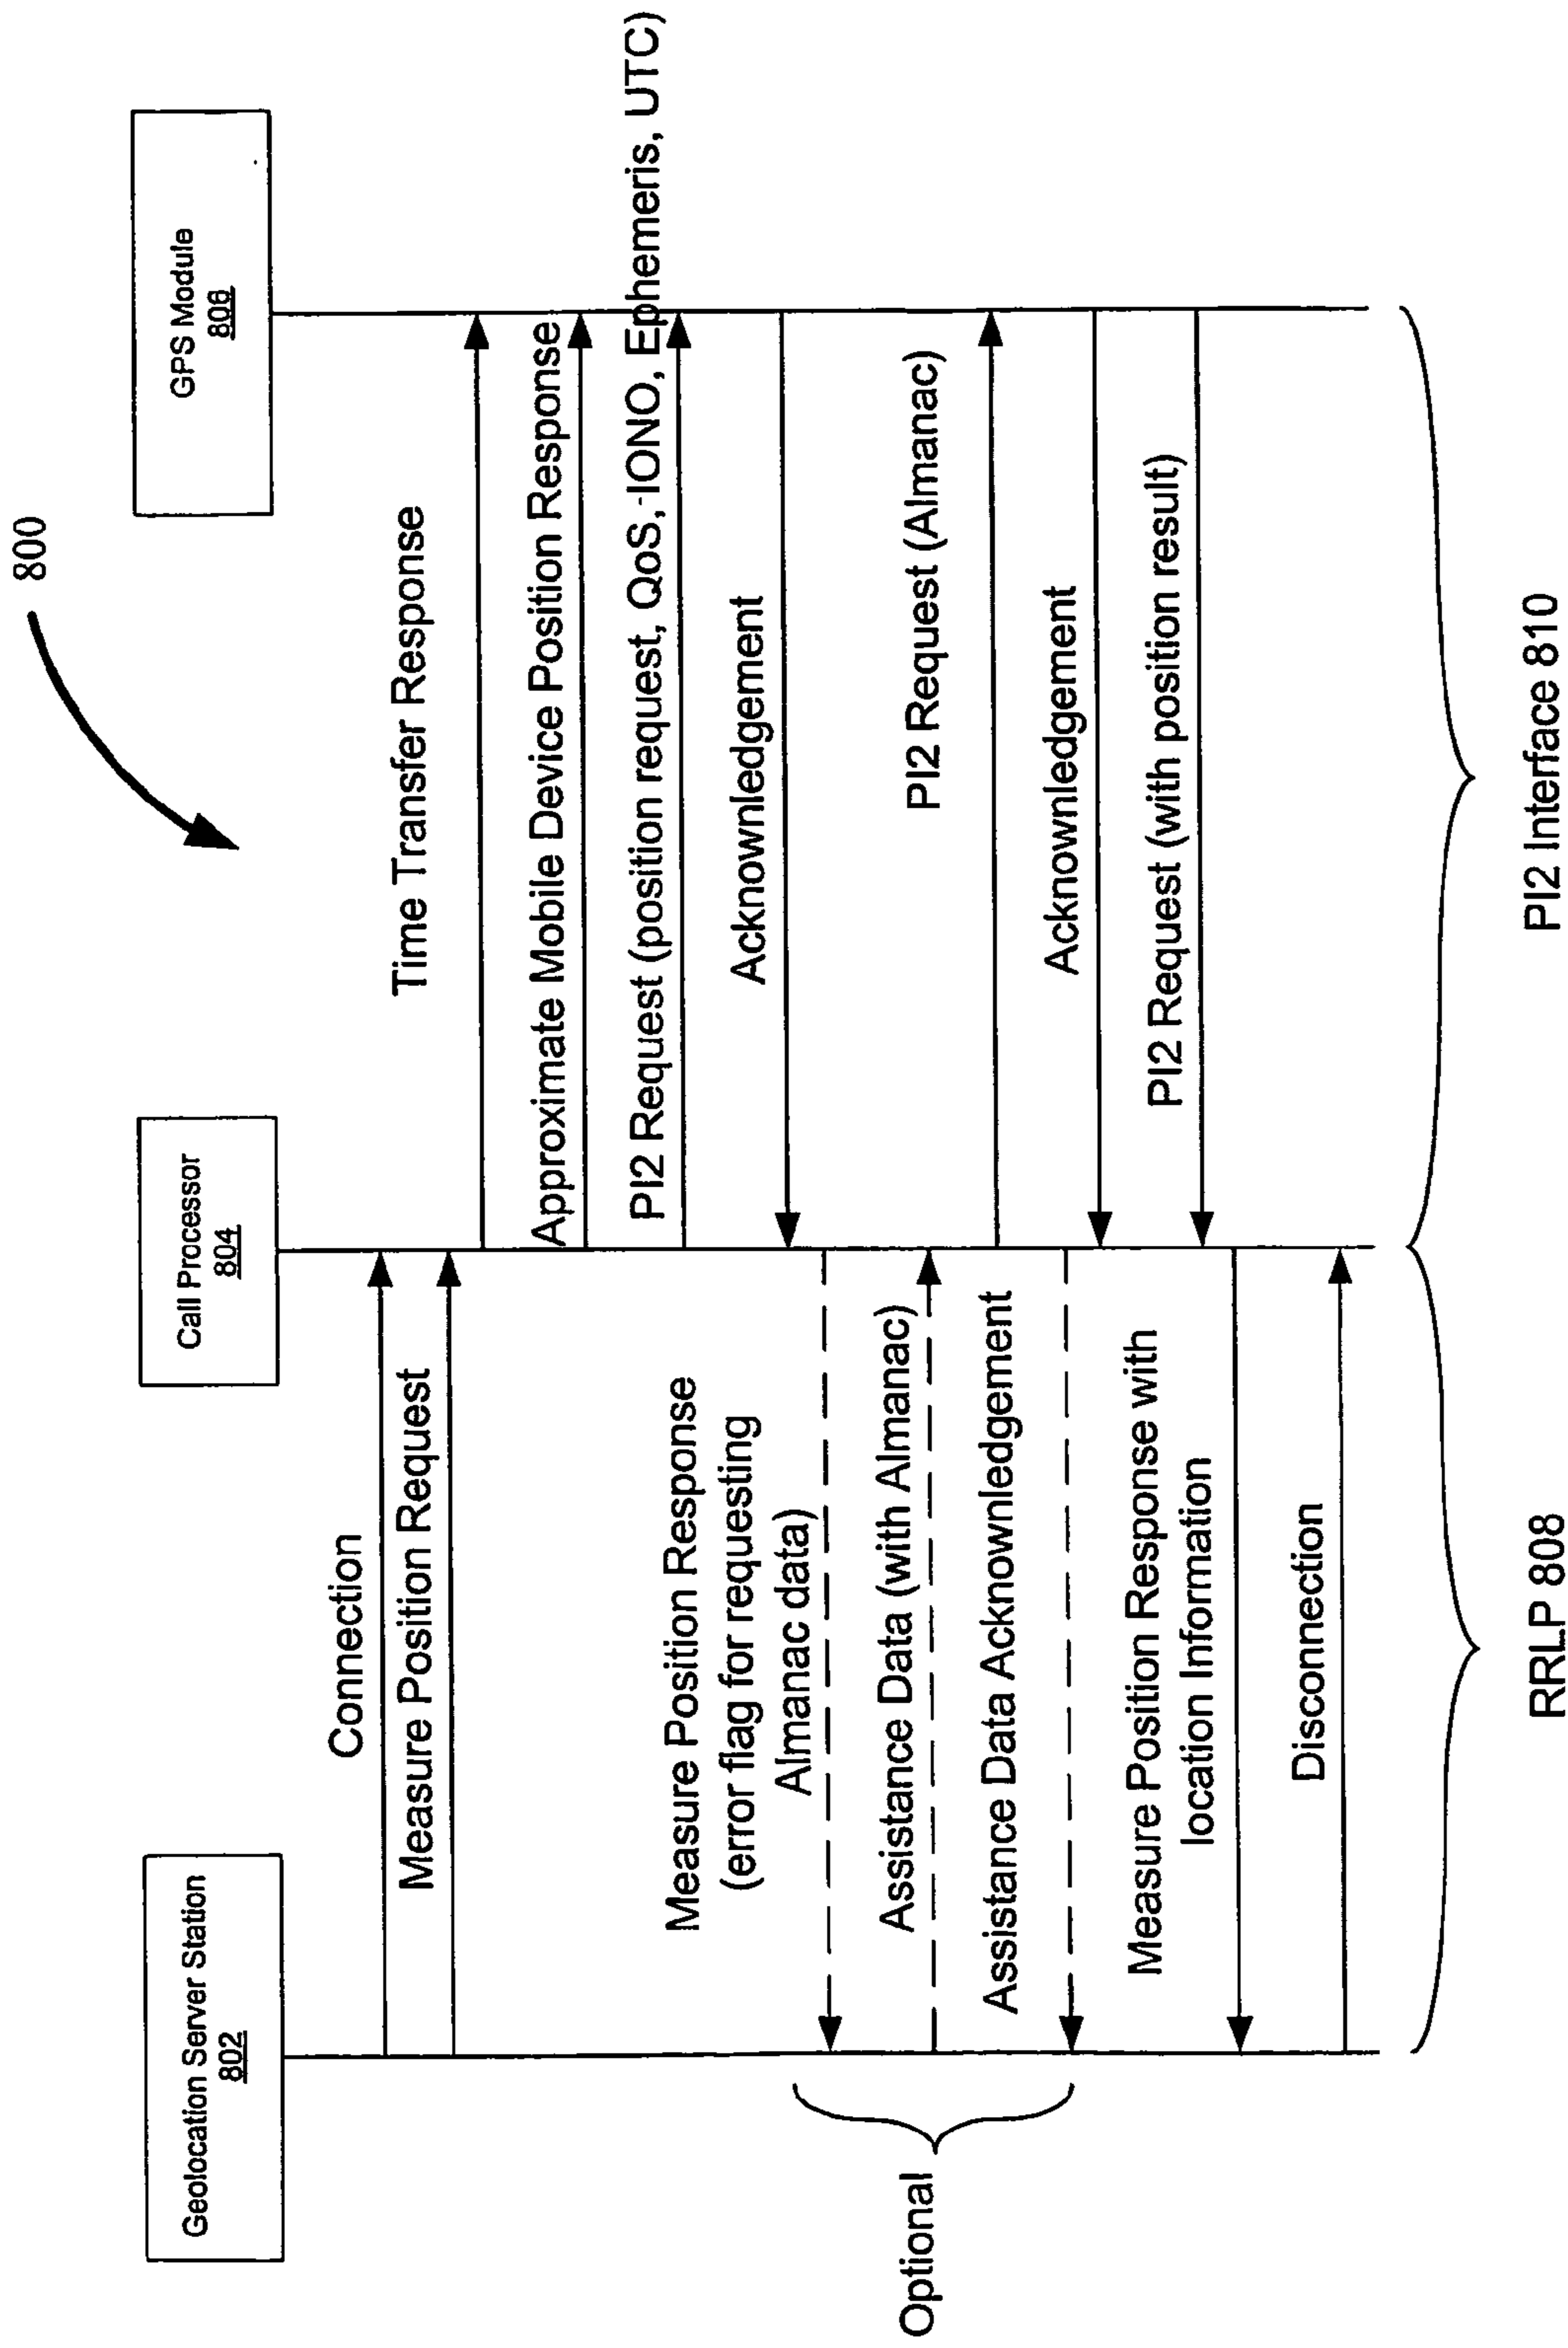 800
Geolocation Server Station
802
Call Processor
804
GPS Module
806
Connection
Measure Position Request
Time Transfer Response
Approximate Mobile Device Position Response
PI2 Request (position request, QoS, IONO, Ephemeris, UTC)
Acknowledgement
Measure Position Response
(error flag for requesting
Almanac data)
Assistance Data (with Almanac)
PI2 Request (Almanac)
Assistance Data Acknowledgement
Acknownledgement
PI2 Request (with position result)
Measure Position Response with
location Information
Disconnection
Optional
RRLP 808
PI2 Interface 810